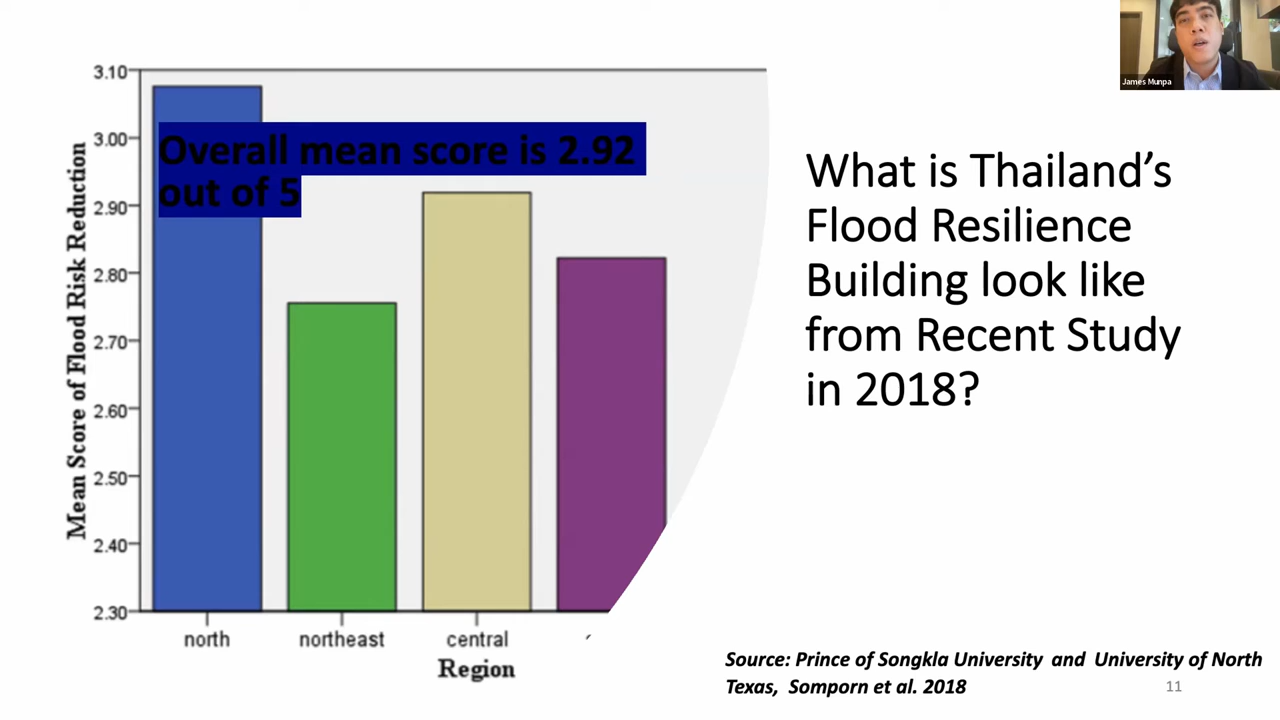 James Munpa
3.10
3.00
2.90
2.80
2.70
2.60
2.50
2.40
2.30
Mean Score of Flood Risk Reduction
Overall mean score is 2.92
out of 5
north
northeast
central
Region
What is Thailand’s
Flood Resilience
Building look like
from Recent Study
in 2018?
Source: Prince of Songkla University and University of North
Texas, Somporn et al. 2018
11